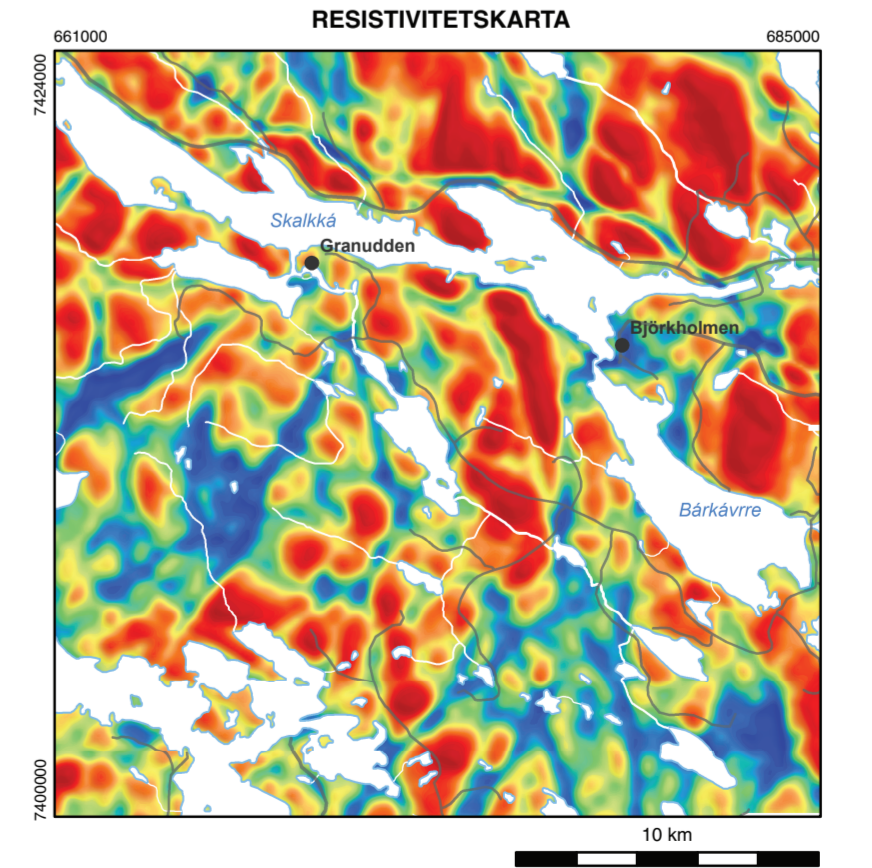 RESISTIVITETSKARTA
661000
685000
7424000
Skalkká
Granudden
Björkholmen
Bárkávrre
7400000
10 km